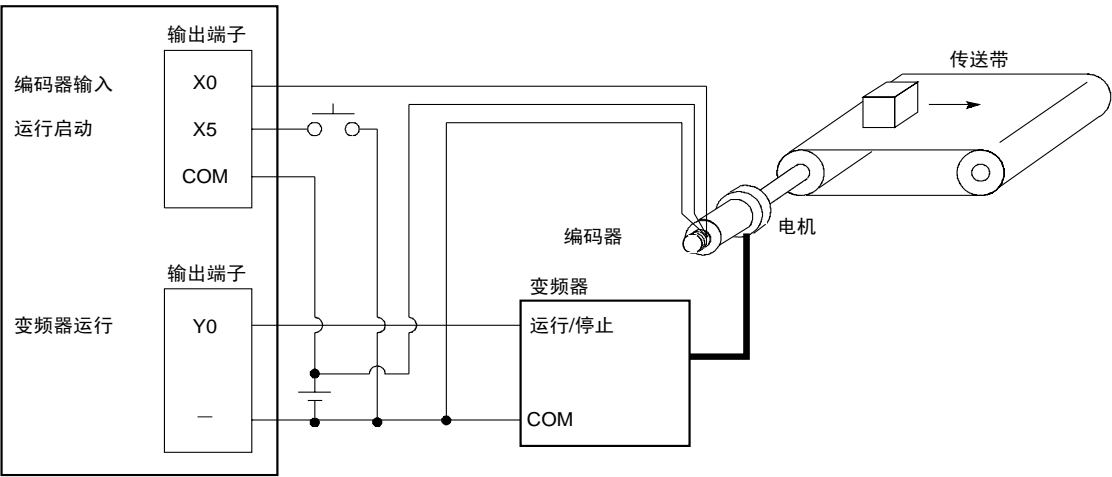 输出端子
编码器输入 X0
运行启动 X5
COM
传送带
编码器
电机
输出端子
变频器
变频器运行 Y0
运行/停止
—
COM